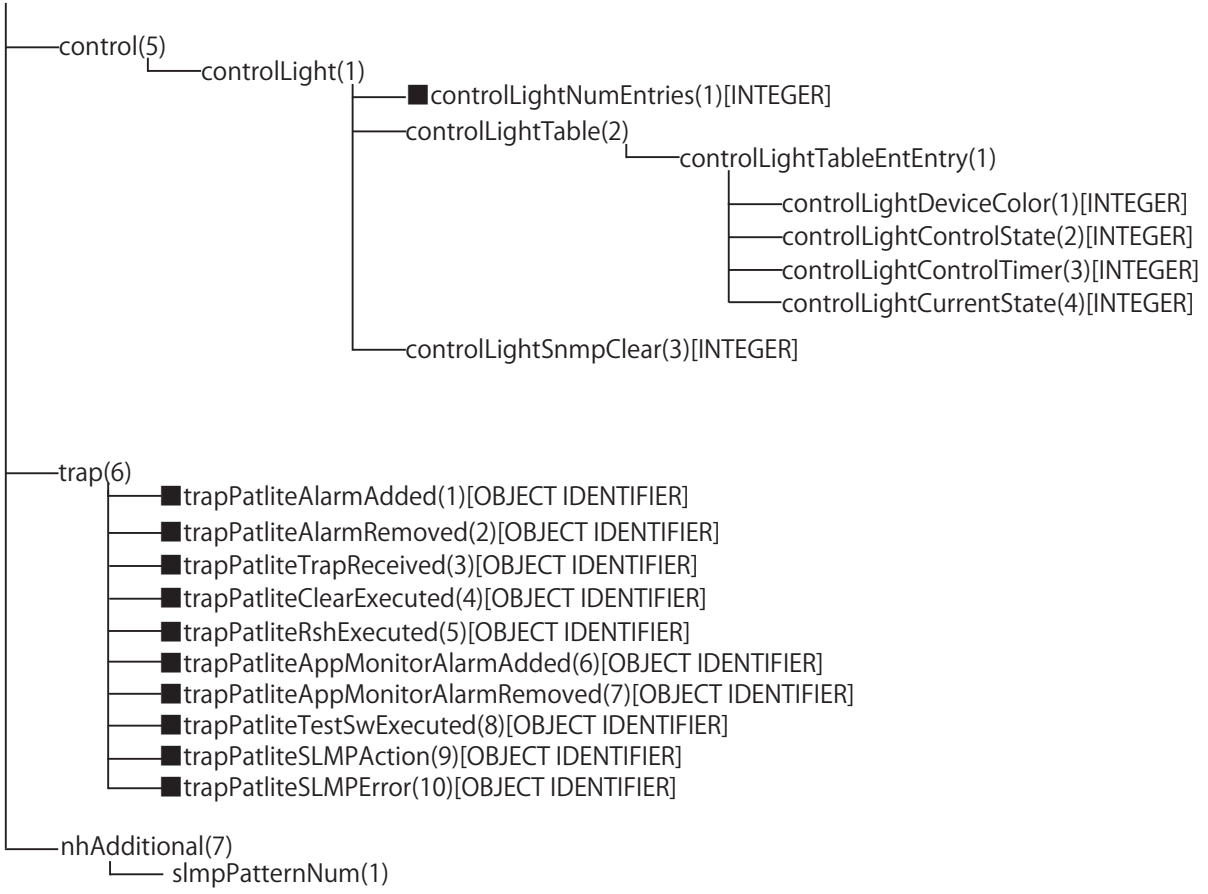 control(5)
controlLight(1)
■controlLightNumEntries(1)[INTEGER]
controlLightTable(2)
controlLightTableEntEntry(1)
controlLightDeviceColor(1)[INTEGER]
controlLightControlState(2)[INTEGER]
controlLightControlTimer(3)[INTEGER]
controlLightCurrentState(4)[INTEGER]
controlLightSnmpClear(3)[INTEGER]
trap(6)
■trapPatliteAlarmAdded(1)[OBJECT IDENTIFIER]
■trapPatliteAlarmRemoved(2)[OBJECT IDENTIFIER]
■trapPatliteTrapReceived(3)[OBJECT IDENTIFIER]
■trapPatliteClearExecuted(4)[OBJECT IDENTIFIER]
■trapPatliteRshExecuted(5)[OBJECT IDENTIFIER]
■trapPatliteAppMonitorAlarmAdded(6)[OBJECT IDENTIFIER]
■trapPatliteAppMonitorAlarmRemoved(7)[OBJECT IDENTIFIER]
■trapPatliteTestSwExecuted(8)[OBJECT IDENTIFIER]
■trapPatliteSLMPAction(9)[OBJECT IDENTIFIER]
■trapPatliteSLMPError(10)[OBJECT IDENTIFIER]
nhAdditional(7)
slmpPatternNum(1)